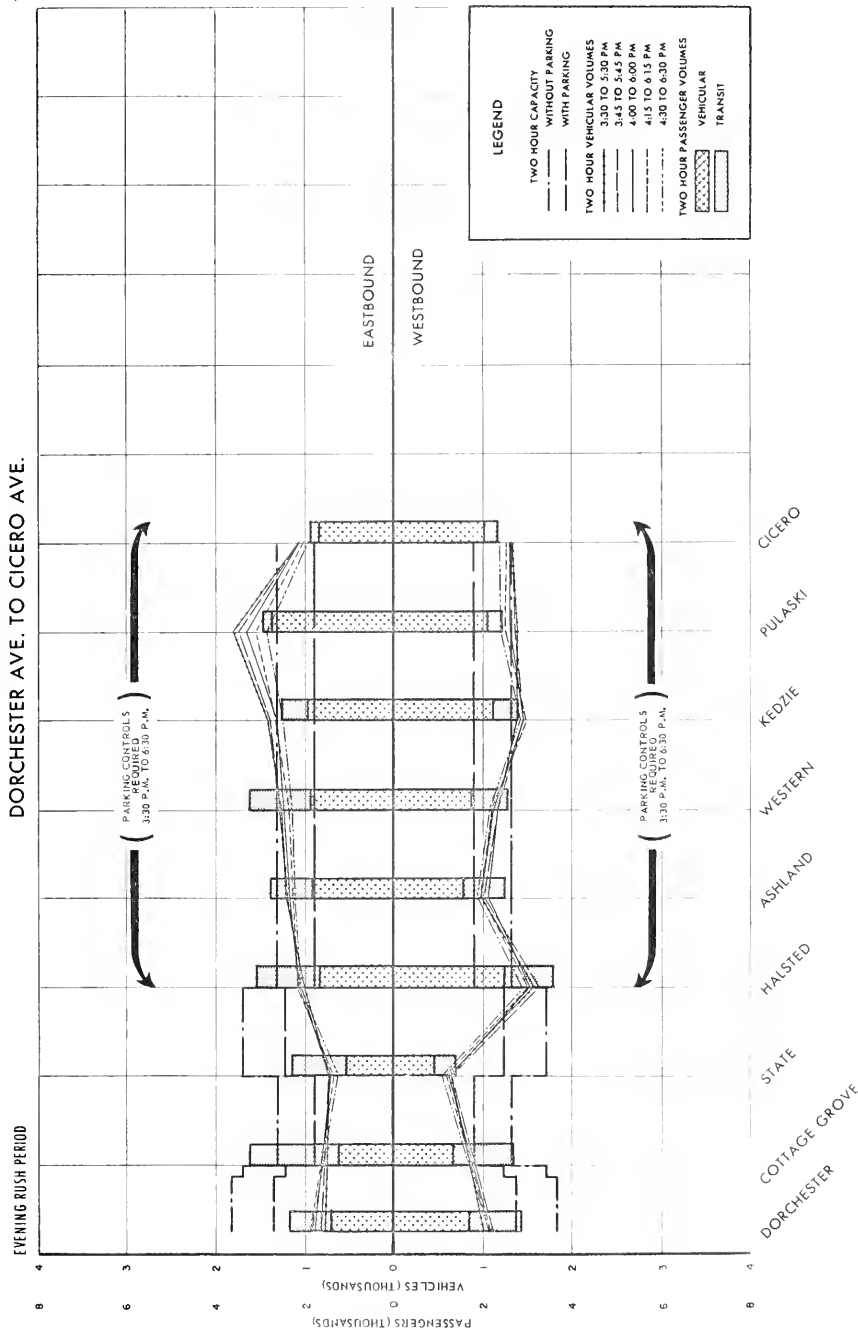 DORCHESTER AVE. TO CICERO AVE.
EVENING RUSH PERIOD
PARKING CONTROLS
REQUIRED
3:30 P.M. TO 6:30 P.M.
EASTBOUND
WESTBOUND
PARKING CONTROLS
REQUIRED
3:30 P.M. TO 6:30 P.M.
LEGEND
TWO HOUR CAPACITY
WITHOUT PARKING
WITH PARKING
TWO HOUR VEHICULAR VOLUMES
3:30 TO 5:30 PM
3:45 TO 5:45 PM
4:00 TO 6:00 PM
4:15 TO 6:15 PM
4:30 TO 6:30 PM
TWO HOUR PASSENGER VOLUMES
VEHICULAR
TRANSIT
PASSENGERS (THOUSANDS)
8
6
4
2
0
2
4
6
8
VEHICLES (THOUSANDS)
4
3
2
1
0
1
2
3
4
DORCHESTER
COTTAGE GROVE
STATE
HALSTED
ASHLAND
WESTERN
KEDZIE
PULASKI
CICERO